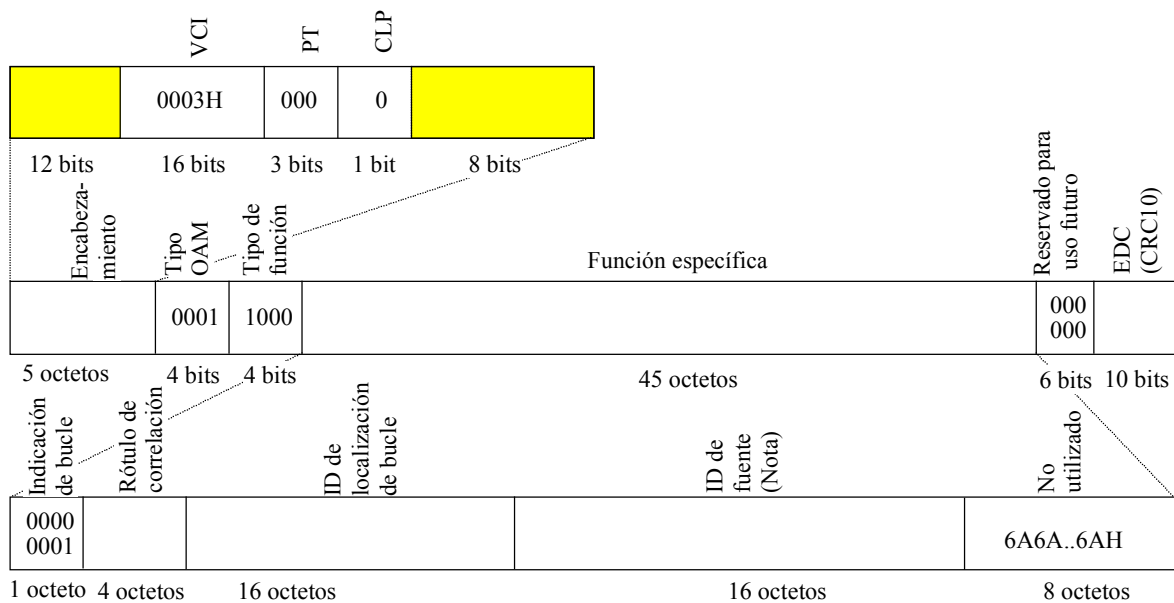 VCI
PT
CLP
0003H
000
0
12 bits
16 bits
3 bits
1 bit
8 bits
Encabeza-
miento
Tipo
OAM
Tipo de
función
Función específica
Reservado para
uso futuro
EDC
(CRC10)
0001
1000
000
000
5 octetos
4 bits
4 bits
45 octetos
6 bits
10 bits
Indicación
de bucle
Rótulo de
correlación
ID de
localización
de bucle
ID de
fuente
(Nota)
No
utilizado
0000
0001
6A6A..6AH
1 octeto
4 octetos
16 octetos
16 octetos
8 octetos